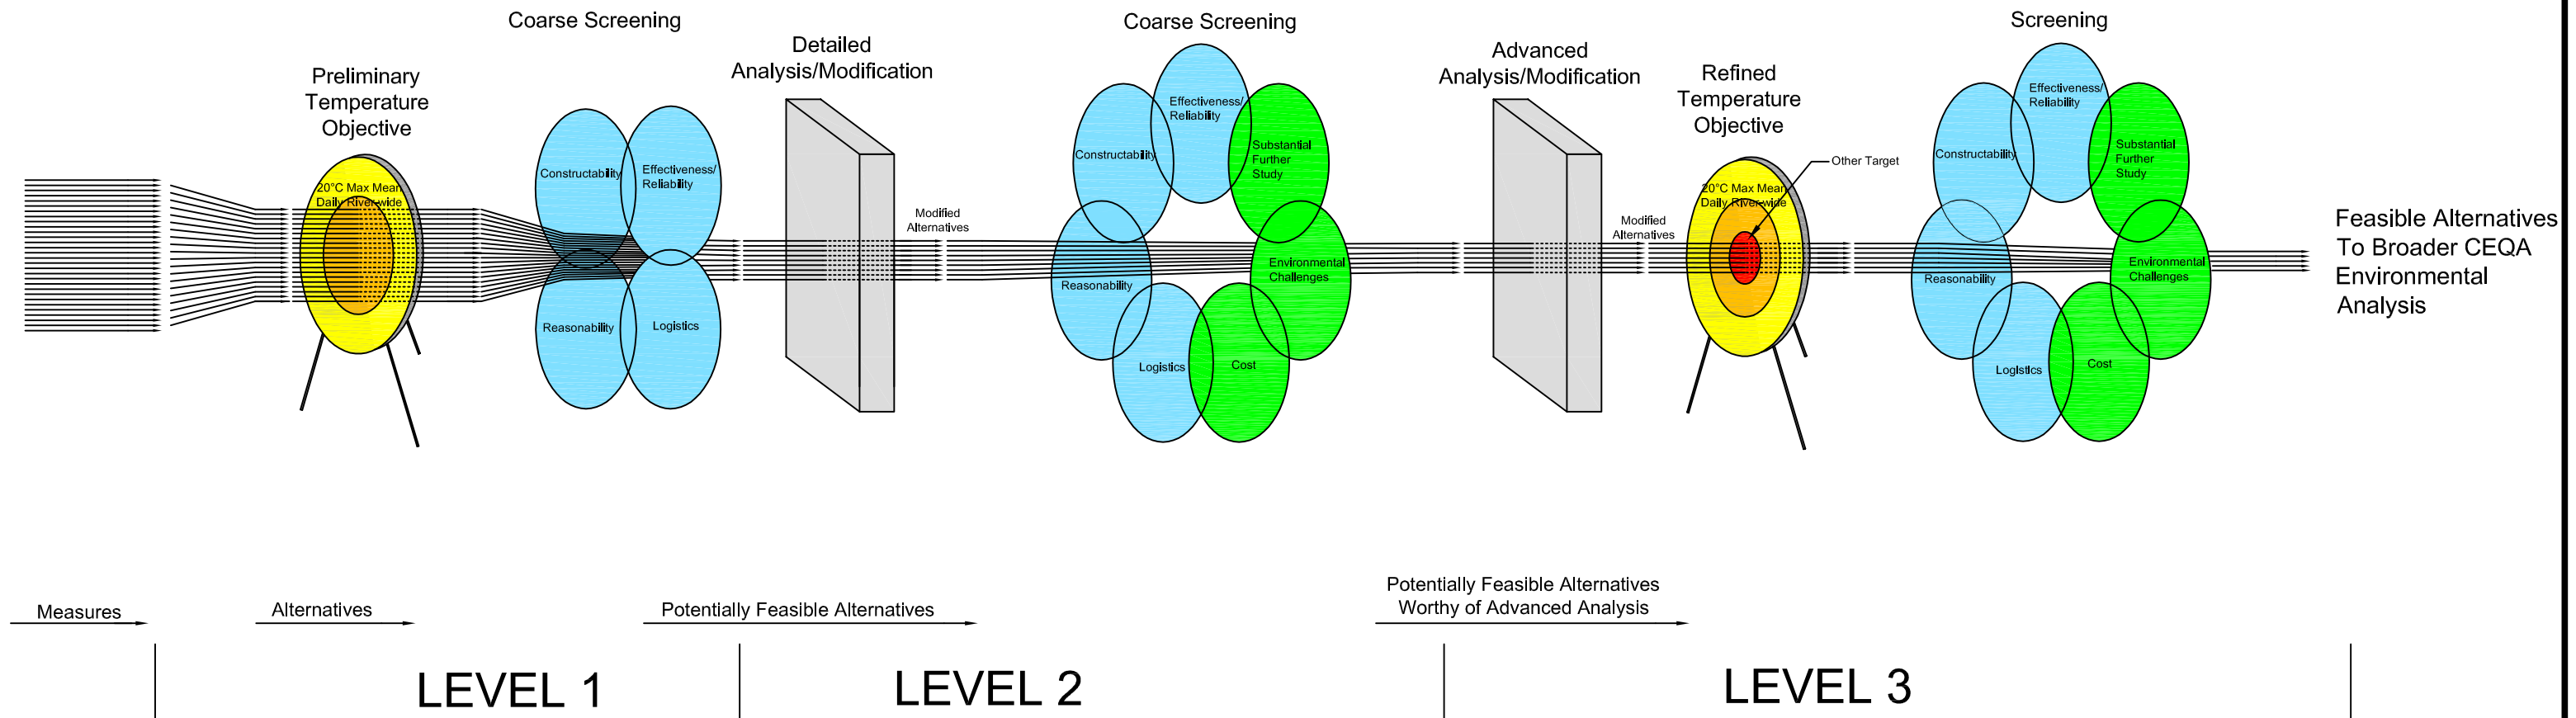 Coarse Screening
Preliminary
Temperature
Objective
20°C Max Mean
Daily River-wide
Constructability
Effectiveness/
Reliability
Reasonability
Logistics
Detailed
Analysis/Modification
Modified
Alternatives
Coarse Screening
Effectiveness/
Reliability
Constructability
Substantial
Further
Study
Reasonability
Environmental
Challenges
Logistics
Cost
Advanced
Analysis/Modification
Modified
Alternatives
Refined
Temperature
Objective
20°C Max Mean
Daily River-wide
Other Target
Screening
Effectiveness/
Reliability
Constructability
Substantial
Further
Study
Reasonability
Environmental
Challenges
Logistics
Cost
Feasible Alternatives
To Broader CEQA
Environmental
Analysis
Measures
Alternatives
Potentially Feasible Alternatives
Potentially Feasible Alternatives
Worthy of Advanced Analysis
LEVEL 1
LEVEL 2
LEVEL 3